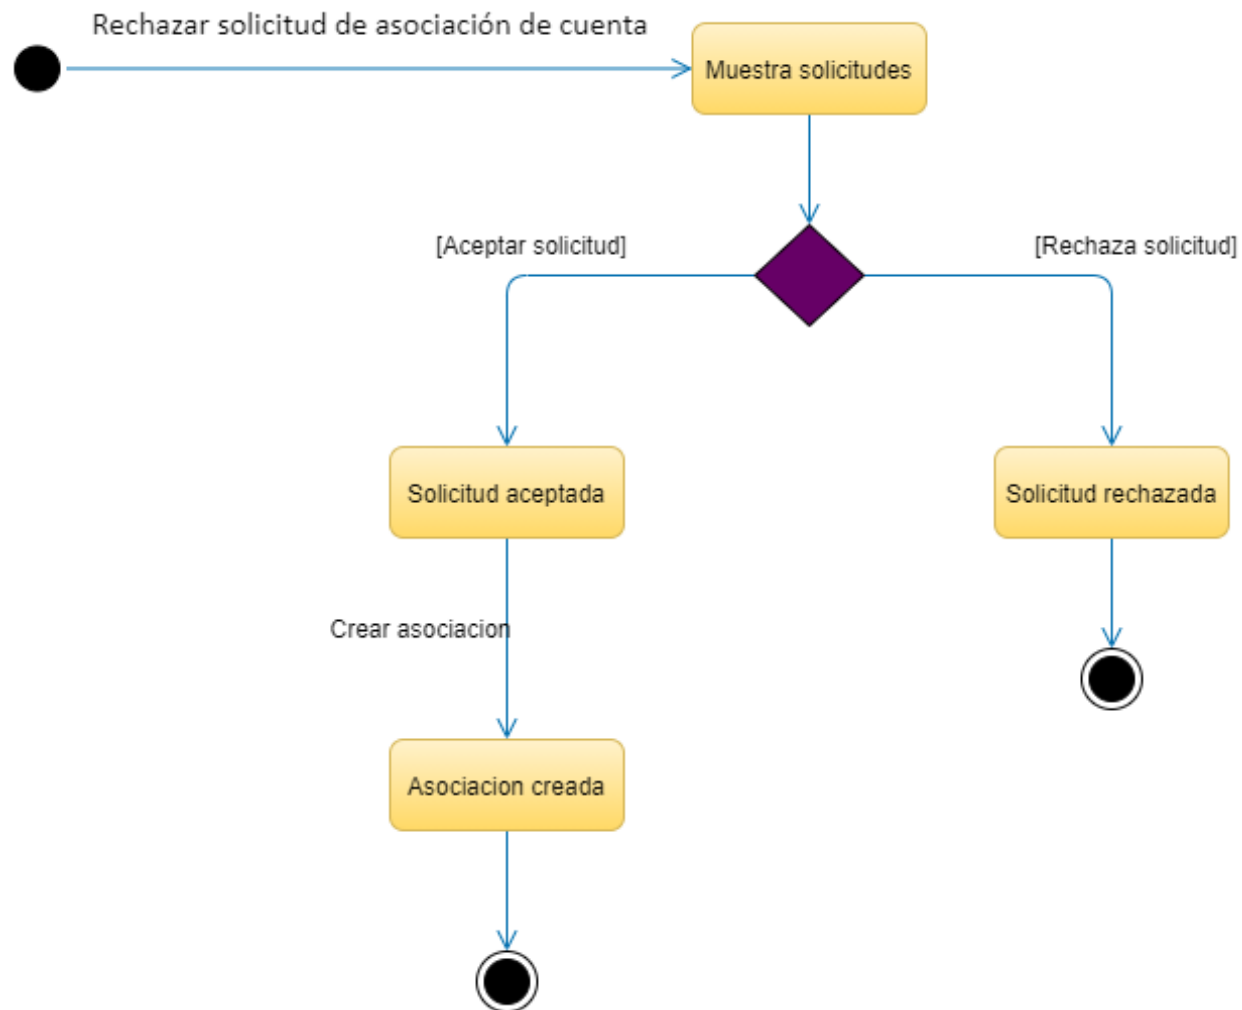 Rechazar solicitud de asociación de cuenta
Muestra solicitudes
[Aceptar solicitud]
[Rechaza solicitud]
Solicitud aceptada
Solicitud rechazada
Crear asociacion
Asociacion creada